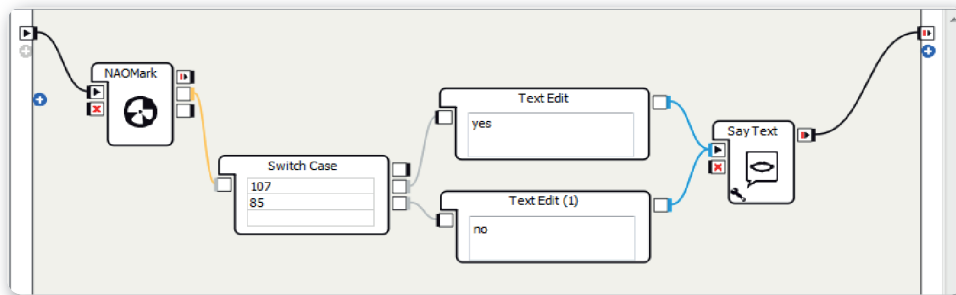 NAOMark
Switch Case
107
85
Text Edit
yes
Text Edit (1)
no
Say Text